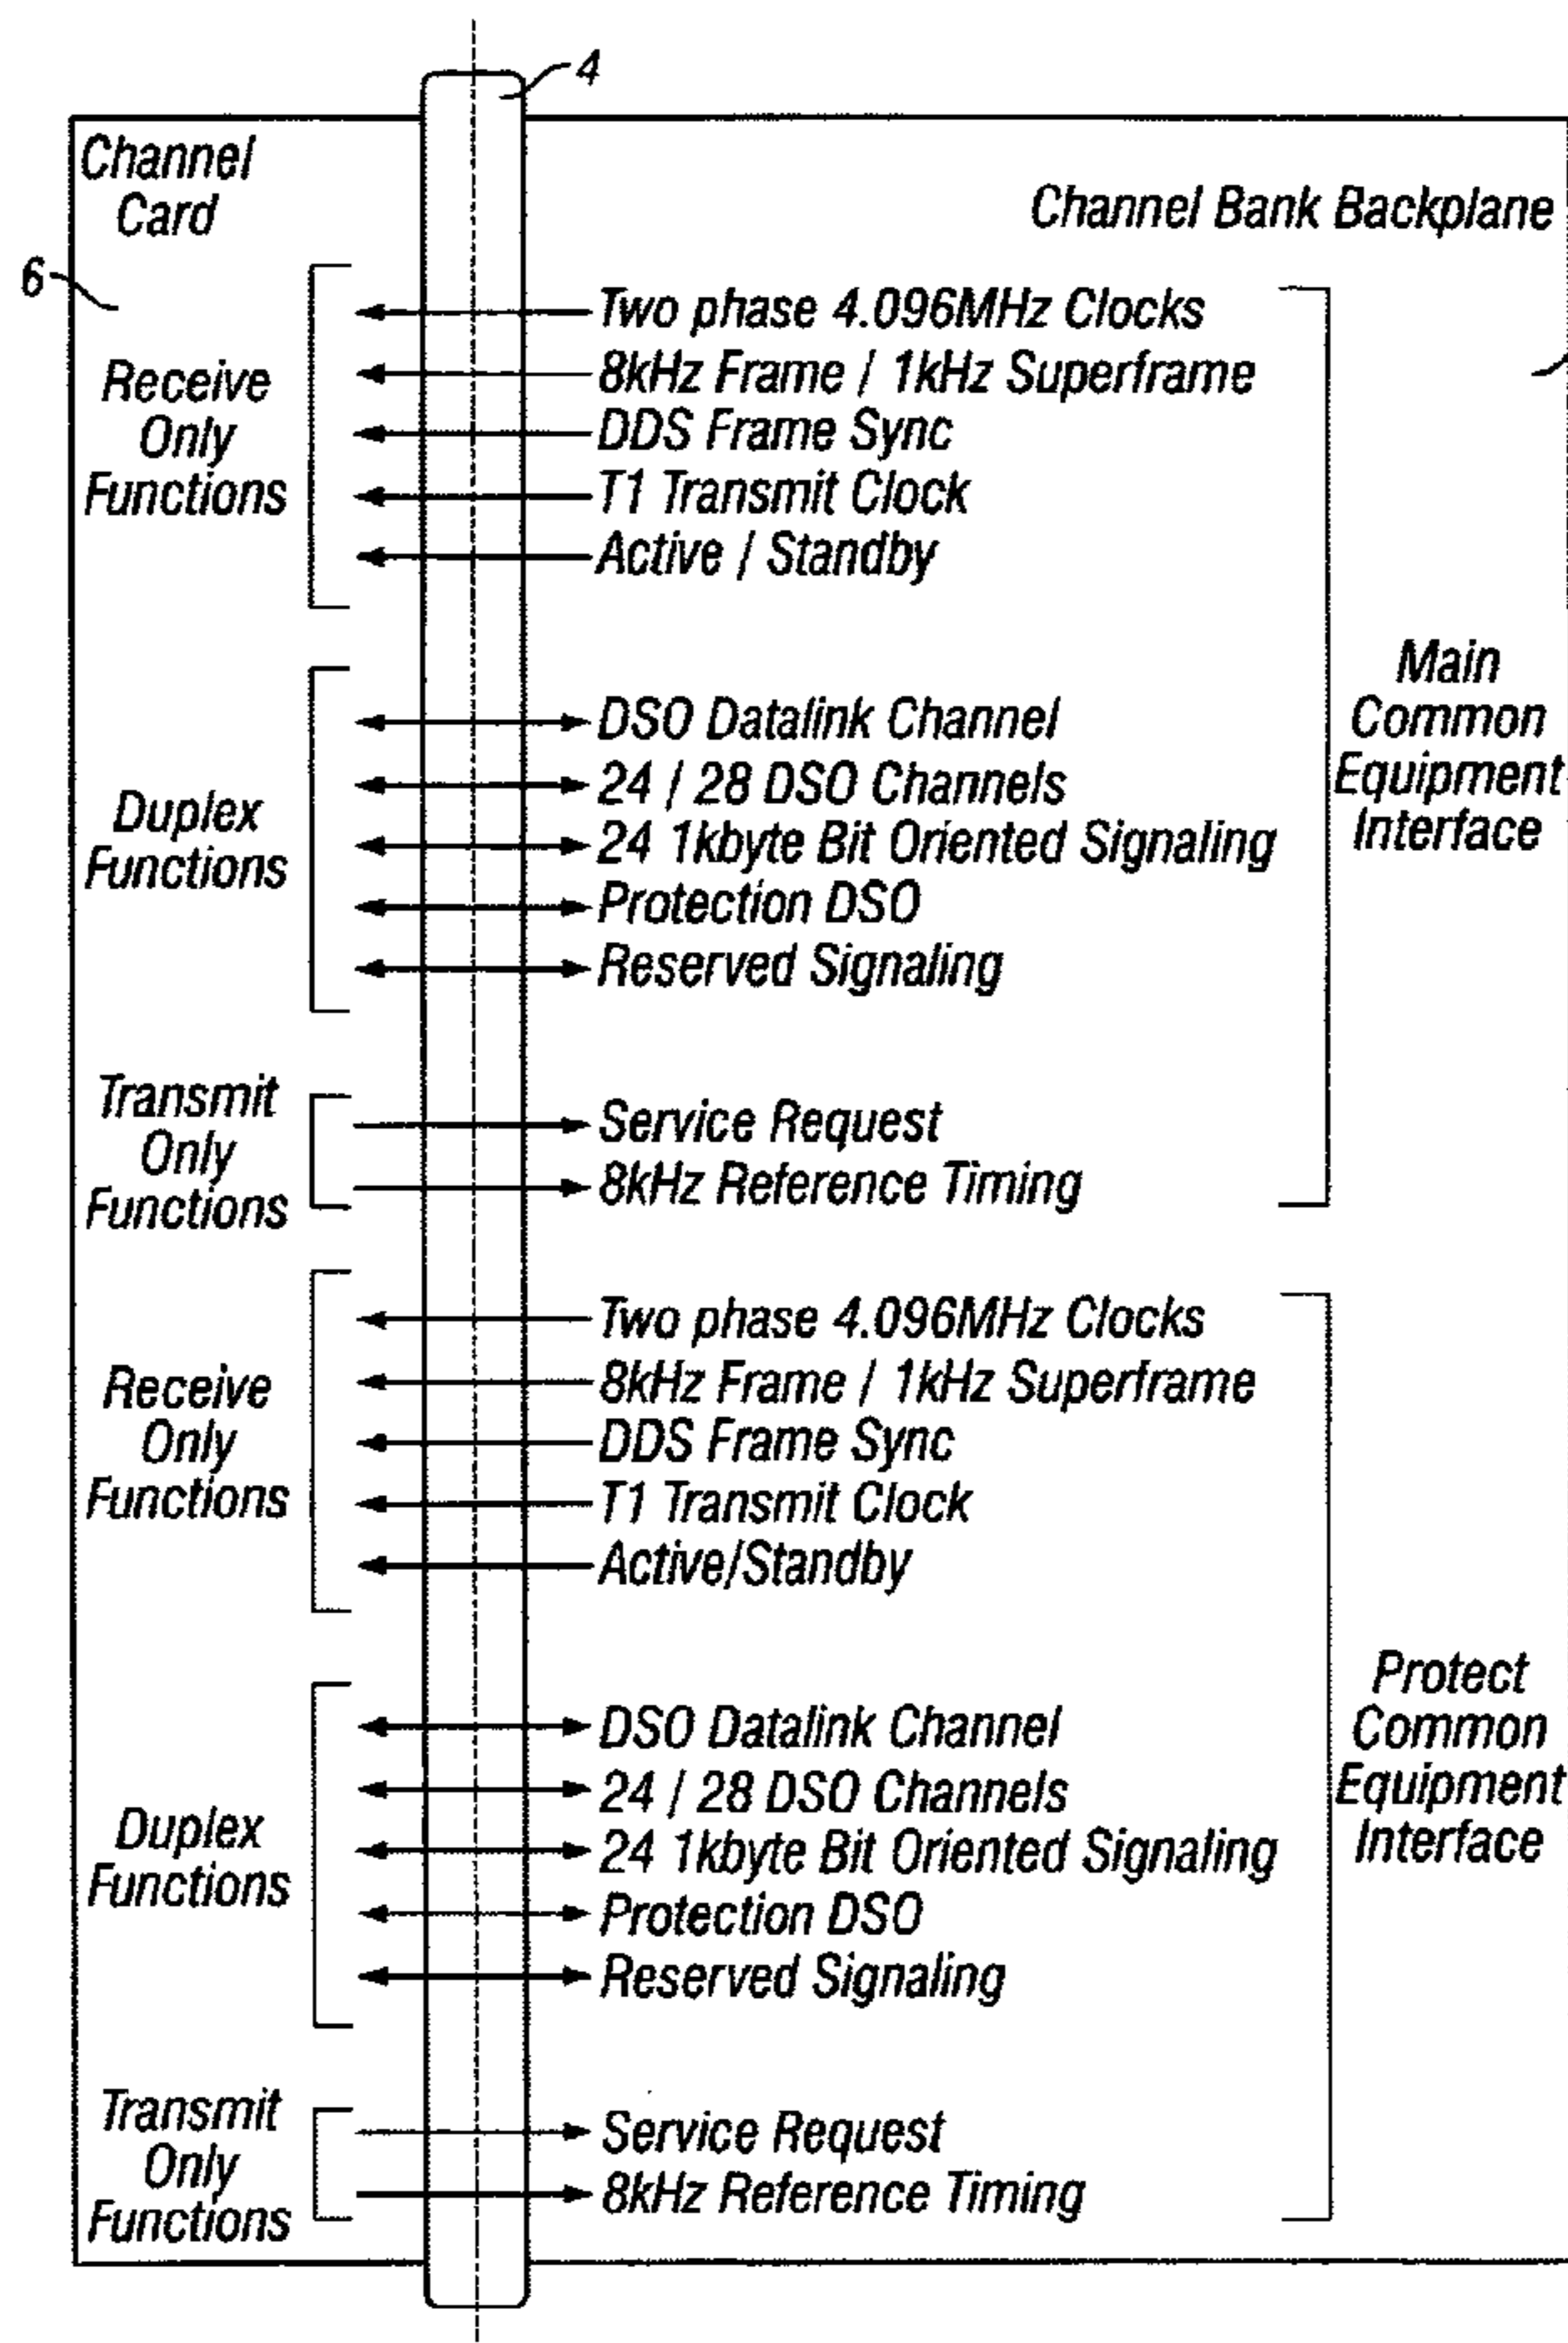 4
Channel
Card
Channel Bank Backplane
6
Receive
Only
Functions
Two phase 4.096MHz Clocks
8kHz Frame / 1kHz Superframe
DDS Frame Sync
T1 Transmit Clock
Active / Standby
Duplex
Functions
DSO Datalink Channel
24 / 28 DSO Channels
24 1kbyte Bit Oriented Signaling
Protection DSO
Reserved Signaling
Transmit
Only
Functions
Service Request
8kHz Reference Timing
Main
Common
Equipment
Interface
Receive
Only
Functions
Two phase 4.096MHz Clocks
8kHz Frame / 1kHz Superframe
DDS Frame Sync
T1 Transmit Clock
Active/Standby
Duplex
Functions
DSO Datalink Channel
24 / 28 DSO Channels
24 1kbyte Bit Oriented Signaling
Protection DSO
Reserved Signaling
Transmit
Only
Functions
Service Request
8kHz Reference Timing
Protect
Common
Equipment
Interface